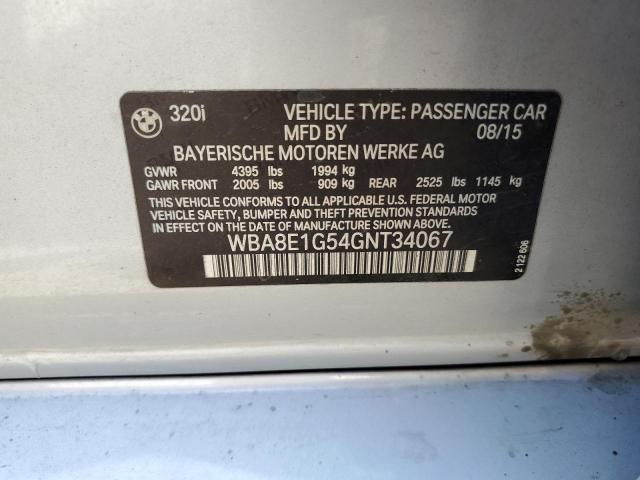 320i VEHICLE TYPE: PASSENGER CAR
MFD BY 08/15
BAYERISCHE MOTOREN WERKE AG
GVWR 4395 lbs 1994 kg
GAWR FRONT 2005 lbs 909 kg REAR 2525 lbs 1145 kg
THIS VEHICLE CONFORMS TO ALL APPLICABLE U.S. FEDERAL MOTOR
VEHICLE SAFETY, BUMPER AND THEFT PREVENTION STANDARDS
IN EFFECT ON THE DATE OF MANUFACTURE SHOWN ABOVE.
WBA8E1G54GNT34067
2 122 606